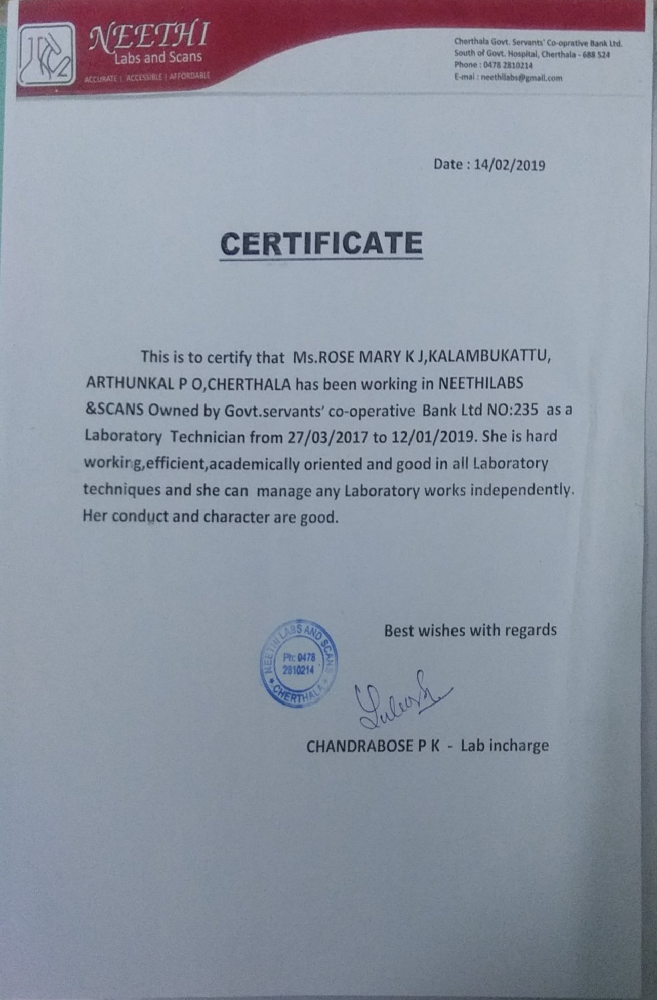 NEETHI
Labs and Scans
ACCURATE | ACCESSIBLE | AFFORDABLE
Cherthala Govt. Servants' Co-oprative Bank Ltd.
South of Govt. Hospital, Cherthala - 688 524
Phone : 0478 2810214
E-mai : neethilabs@gmail.com
Date : 14/02/2019
CERTIFICATE
This is to certify that Ms.ROSE MARY K J,KALAMBUKATTU,
ARTHUNKAL P O,CHERTHALA has been working in NEETHILABS
&SCANS Owned by Govt.servants’ co-operative Bank Ltd NO:235 as a
Laboratory Technician from 27/03/2017 to 12/01/2019. She is hard
working,efficient,academically oriented and good in all Laboratory
techniques and she can manage any Laboratory works independently.
Her conduct and character are good.
Best wishes with regards
NEETHI LABS AND SCANS
Ph: 0478
2810214
★ CHERTHALA ★
CHANDRABOSE P K - Lab incharge